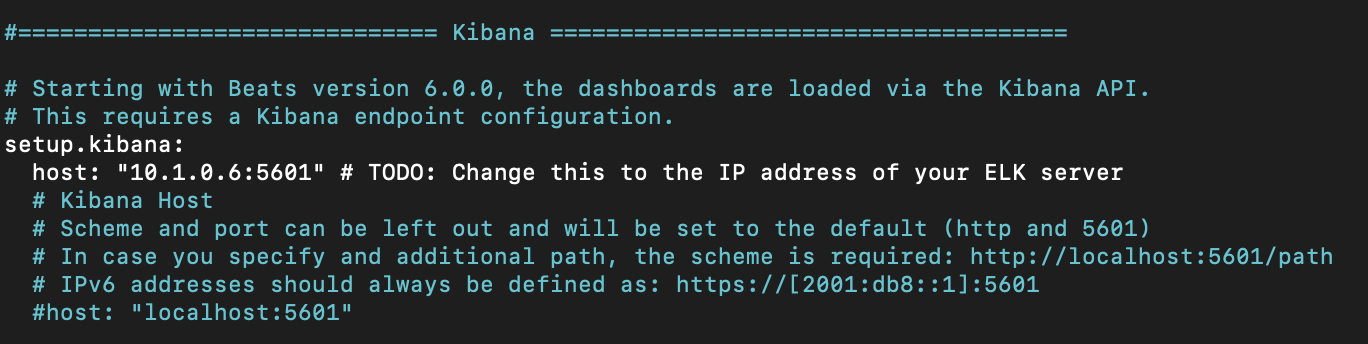 #============================== Kibana =====================================
# Starting with Beats version 6.0.0, the dashboards are loaded via the Kibana API.
# This requires a Kibana endpoint configuration.
setup.kibana:
  host: "10.1.0.6:5601" # TODO: Change this to the IP address of your ELK server
  # Kibana Host
  # Scheme and port can be left out and will be set to the default (http and 5601)
  # In case you specify and additional path, the scheme is required: http://localhost:5601/path
  # IPv6 addresses should always be defined as: https://[2001:db8::1]:5601
  #host: "localhost:5601"